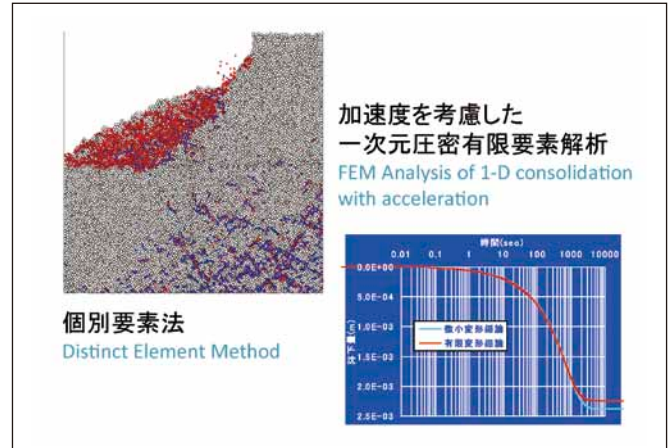 個別要素法
Distinct Element Method
加速度を考慮した
一次元圧密有限要素解析
FEM Analysis of 1-D consolidation
with acceleration
時間(sec)
0.01 0.1 1 10 100 1000 10000
0.0E+00
5.0E-04
1.0E-03
1.5E-03
2.0E-03
2.5E-03
沈下量(m)
微小変形理論
有限変形理論